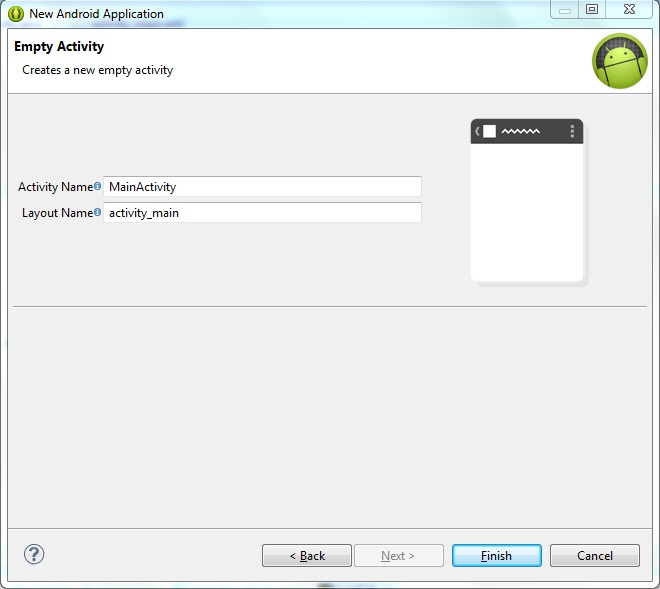 New Android Application
Empty Activity
Creates a new empty activity
Activity Name MainActivity
Layout Name activity_main
< Back Next > Finish Cancel